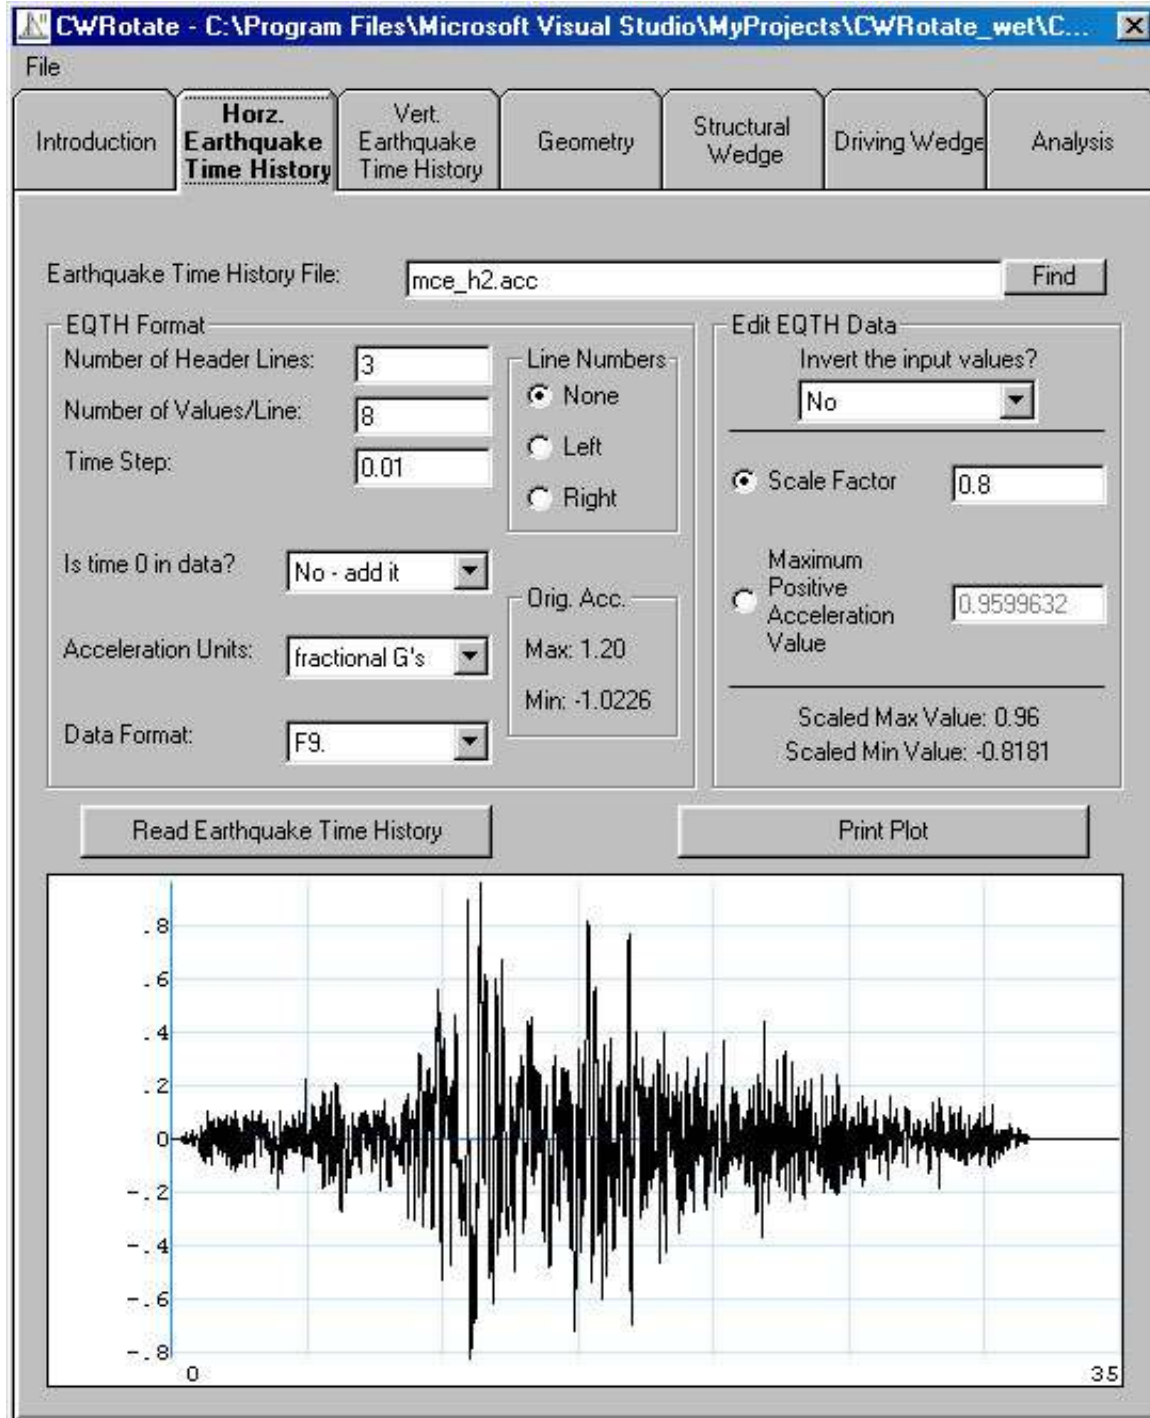 CWRotate - C:\Program Files\Microsoft Visual Studio\MyProjects\CWRotate_wet\C...
File
Introduction
Horz.
Earthquake
Time History
Vert.
Earthquake
Time History
Geometry
Structural
Wedge
Driving Wedge
Analysis
Earthquake Time History File:
mce_h2.acc
Find
EQTH Format
Number of Header Lines:
3
Number of Values/Line:
8
Time Step:
0.01
Line Numbers
None
Left
Right
Is time 0 in data?
No - add it
Acceleration Units:
fractional G's
Data Format:
F9.
Orig. Acc.
Max: 1.20
Min: -1.0226
Edit EQTH Data
Invert the input values?
No
Scale Factor
0.8
Maximum
Positive
Acceleration
Value
0.9599632
Scaled Max Value: 0.96
Scaled Min Value: -0.8181
Read Earthquake Time History
Print Plot
.8
.6
.4
.2
0
-.2
-.4
-.6
-.8
0
35